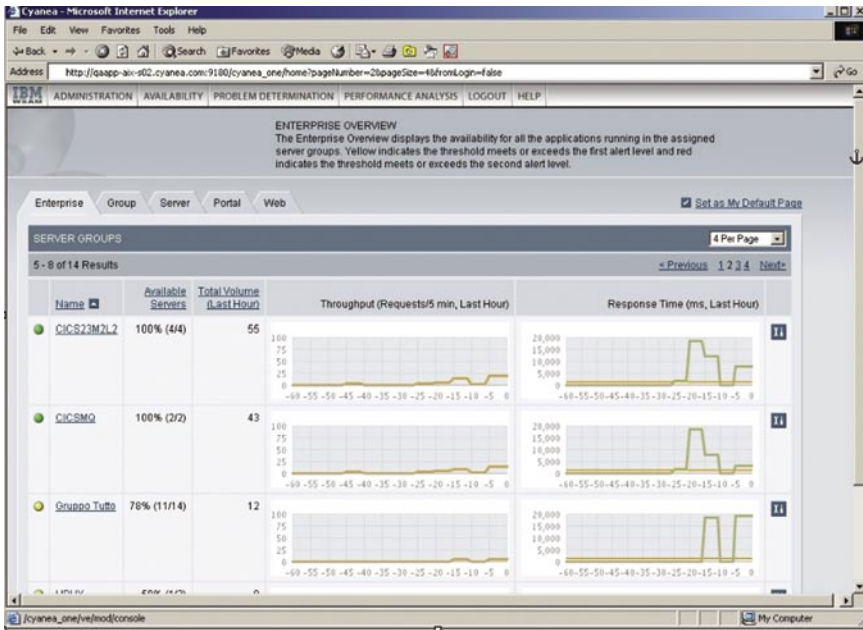 Cyanea - Microsoft Internet Explorer
File Edit View Favorites Tools Help
Back Search Favorites Media
Address http://qaapp-aix-s02.cyanea.com:9180/cyanea_one/home?pageNumber=2&pageSize=4&fromLogin=false Go
IBM ADMINISTRATION AVAILABILITY PROBLEM DETERMINATION PERFORMANCE ANALYSIS LOGOUT HELP
ENTERPRISE OVERVIEW
The Enterprise Overview displays the availability for all the applications running in the assigned
server groups. Yellow indicates the threshold meets or exceeds the first alert level and red
indicates the threshold meets or exceeds the second alert level.
Enterprise Group Server Portal Web Set as My Default Page
SERVER GROUPS 4 Per Page
5 - 8 of 14 Results < Previous 1 2 3 4 Next>
Name Available Servers Total Volume (Last Hour) Throughput (Requests/5 min, Last Hour) Response Time (ms, Last Hour)
CICS23M2L2 100% (4/4) 55
100 75 50 25 0
-60 -55 -50 -45 -40 -35 -30 -25 -20 -15 -10 -5 0
20,000 15,000 10,000 5,000 0
-60-55-50-45-40-35-30-25-20-15-10 -5 0
CICSMQ 100% (2/2) 43
100 75 50 25 0
-60 -55 -50 -45 -40 -35 -30 -25 -20 -15 -10 -5 0
20,000 15,000 10,000 5,000 0
-60-55-50-45-40-35-30-25-20-15-10 -5 0
Gruppo Tutto 78% (11/14) 12
100 75 50 25 0
-60 -55 -50 -45 -40 -35 -30 -25 -20 -15 -10 -5 0
20,000 15,000 10,000 5,000 0
-60-55-50-45-40-35-30-25-20-15-10 -5 0
/cyanea_one/ve/mod/console My Computer